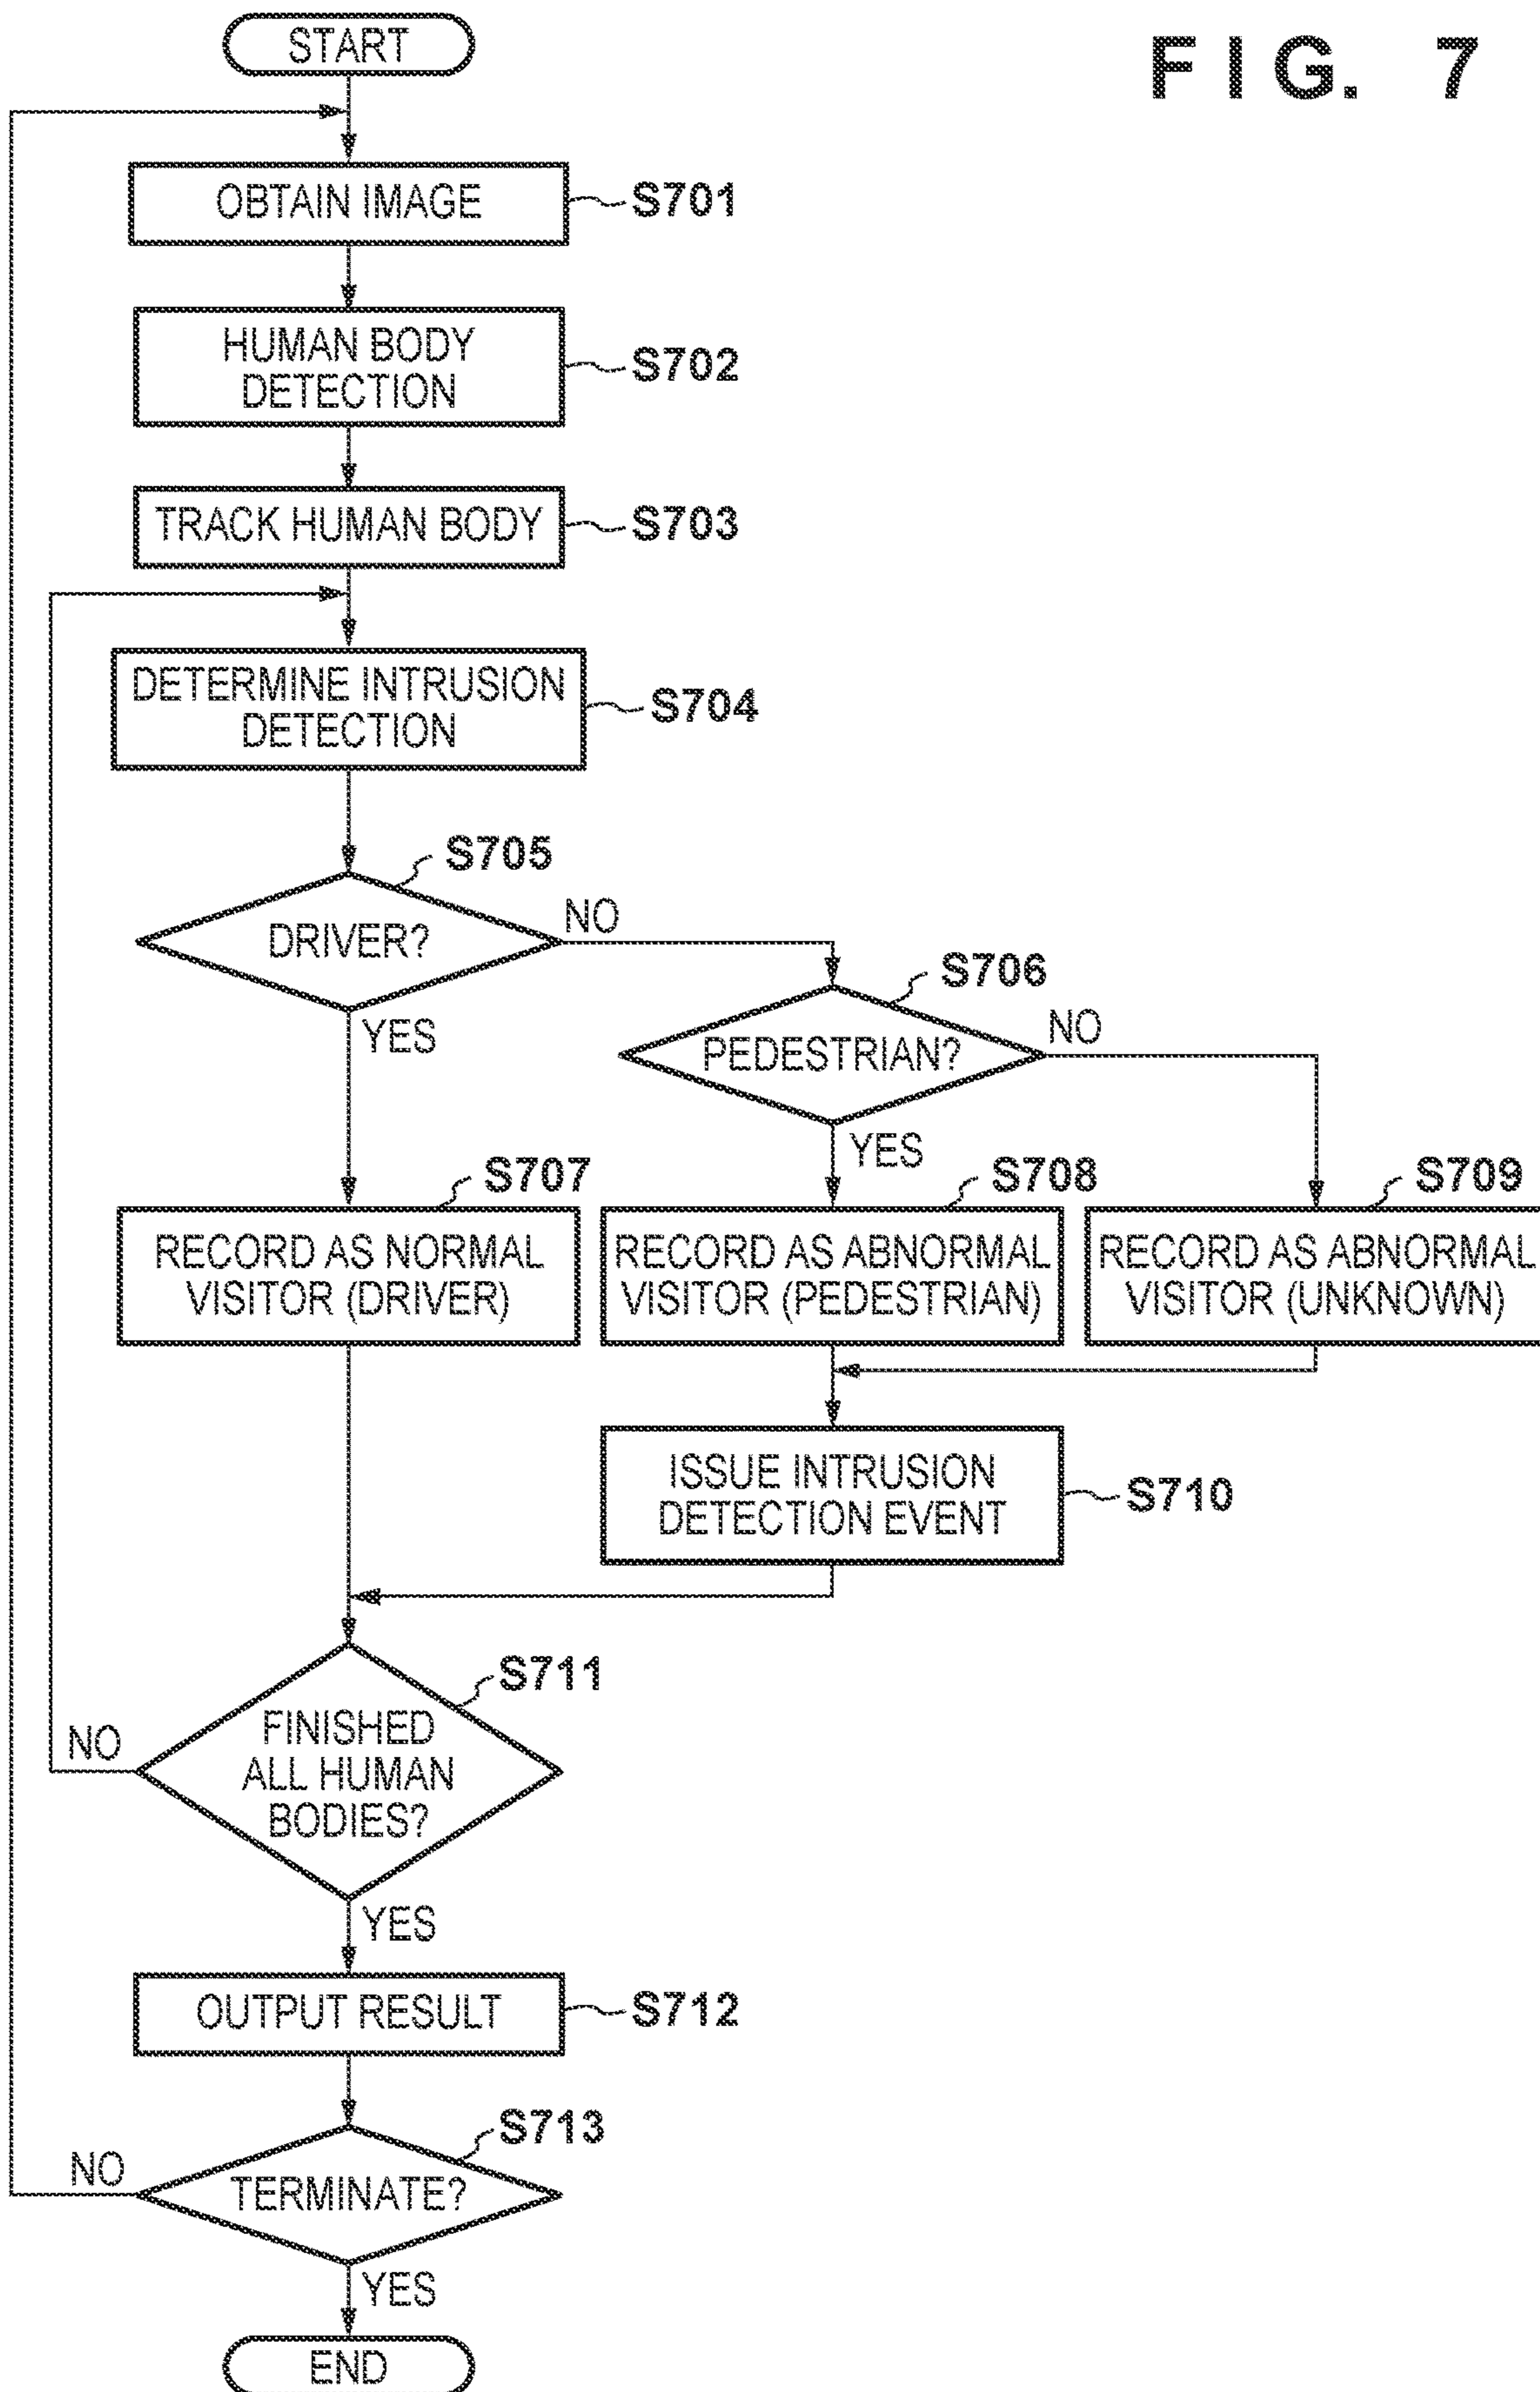 FIG. 7
START
OBTAIN IMAGE
S701
HUMAN BODY
DETECTION
S702
TRACK HUMAN BODY
S703
DETERMINE INTRUSION
DETECTION
S704
S705
DRIVER?
NO
YES
S706
PEDESTRIAN?
NO
YES
S707
RECORD AS NORMAL
VISITOR (DRIVER)
S708
RECORD AS ABNORMAL
VISITOR (PEDESTRIAN)
S709
RECORD AS ABNORMAL
VISITOR (UNKNOWN)
ISSUE INTRUSION
DETECTION EVENT
S710
S711
FINISHED
ALL HUMAN
BODIES?
NO
YES
OUTPUT RESULT
S712
S713
TERMINATE?
NO
YES
END